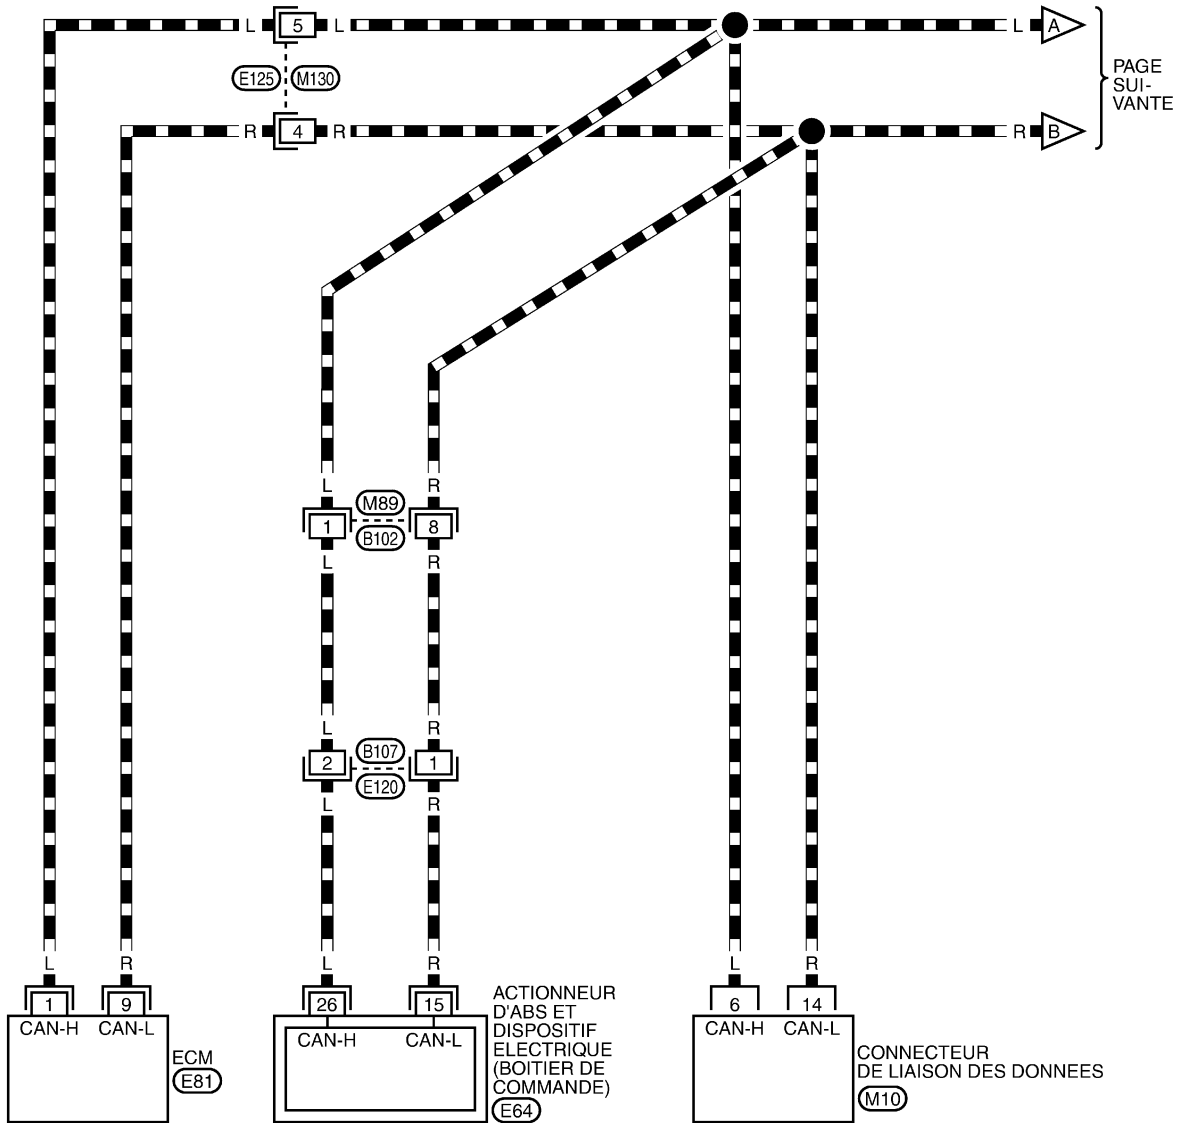 L 5 L L A
E125 M130
PAGE
SUI-
VANTE
R 4 R R B
L R
M89
1 8
B102
L R
L R
B107
2 1
E120
L R
L R L R L R
1 9 26 15 6 14
CAN-H CAN-L CAN-H CAN-L CAN-H CAN-L
ECM
E81
ACTIONNEUR
D'ABS ET
DISPOSITIF
ELECTRIQUE
(BOITIER DE
COMMANDE)
E64
CONNECTEUR
DE LIAISON DES DONNEES
M10